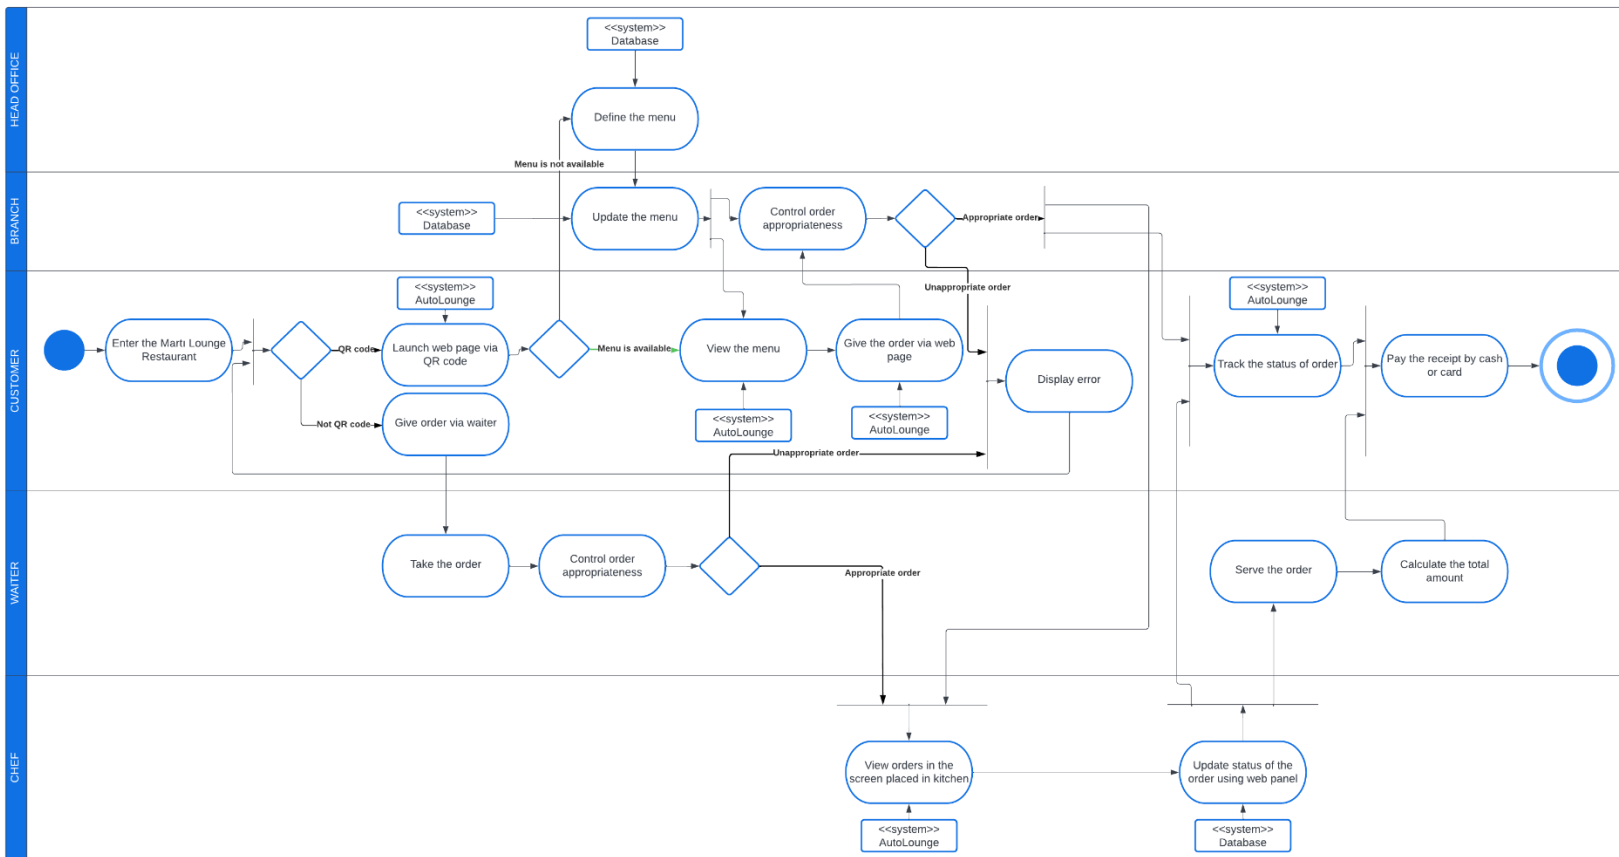 HEAD OFFICE
<<system>>
Database
Define the menu
Menu is not available
BRANCH
<<system>>
Database
Update the menu
Control order
appropriateness
Appropriate order
Unappropriate order
CUSTOMER
Enter the Martı Lounge
Restaurant
QR code
Not QR code
<<system>>
AutoLounge
Launch web page via
QR code
Give order via waiter
Menu is available
View the menu
<<system>>
AutoLounge
Give the order via web
page
<<system>>
AutoLounge
Display error
Unappropriate order
<<system>>
AutoLounge
Track the status of order
Pay the receipt by cash
or card
WAITER
Take the order
Control order
appropriateness
Appropriate order
Serve the order
Calculate the total
amount
CHEF
View orders in the
screen placed in kitchen
<<system>>
AutoLounge
Update status of the
order using web panel
<<system>>
Database